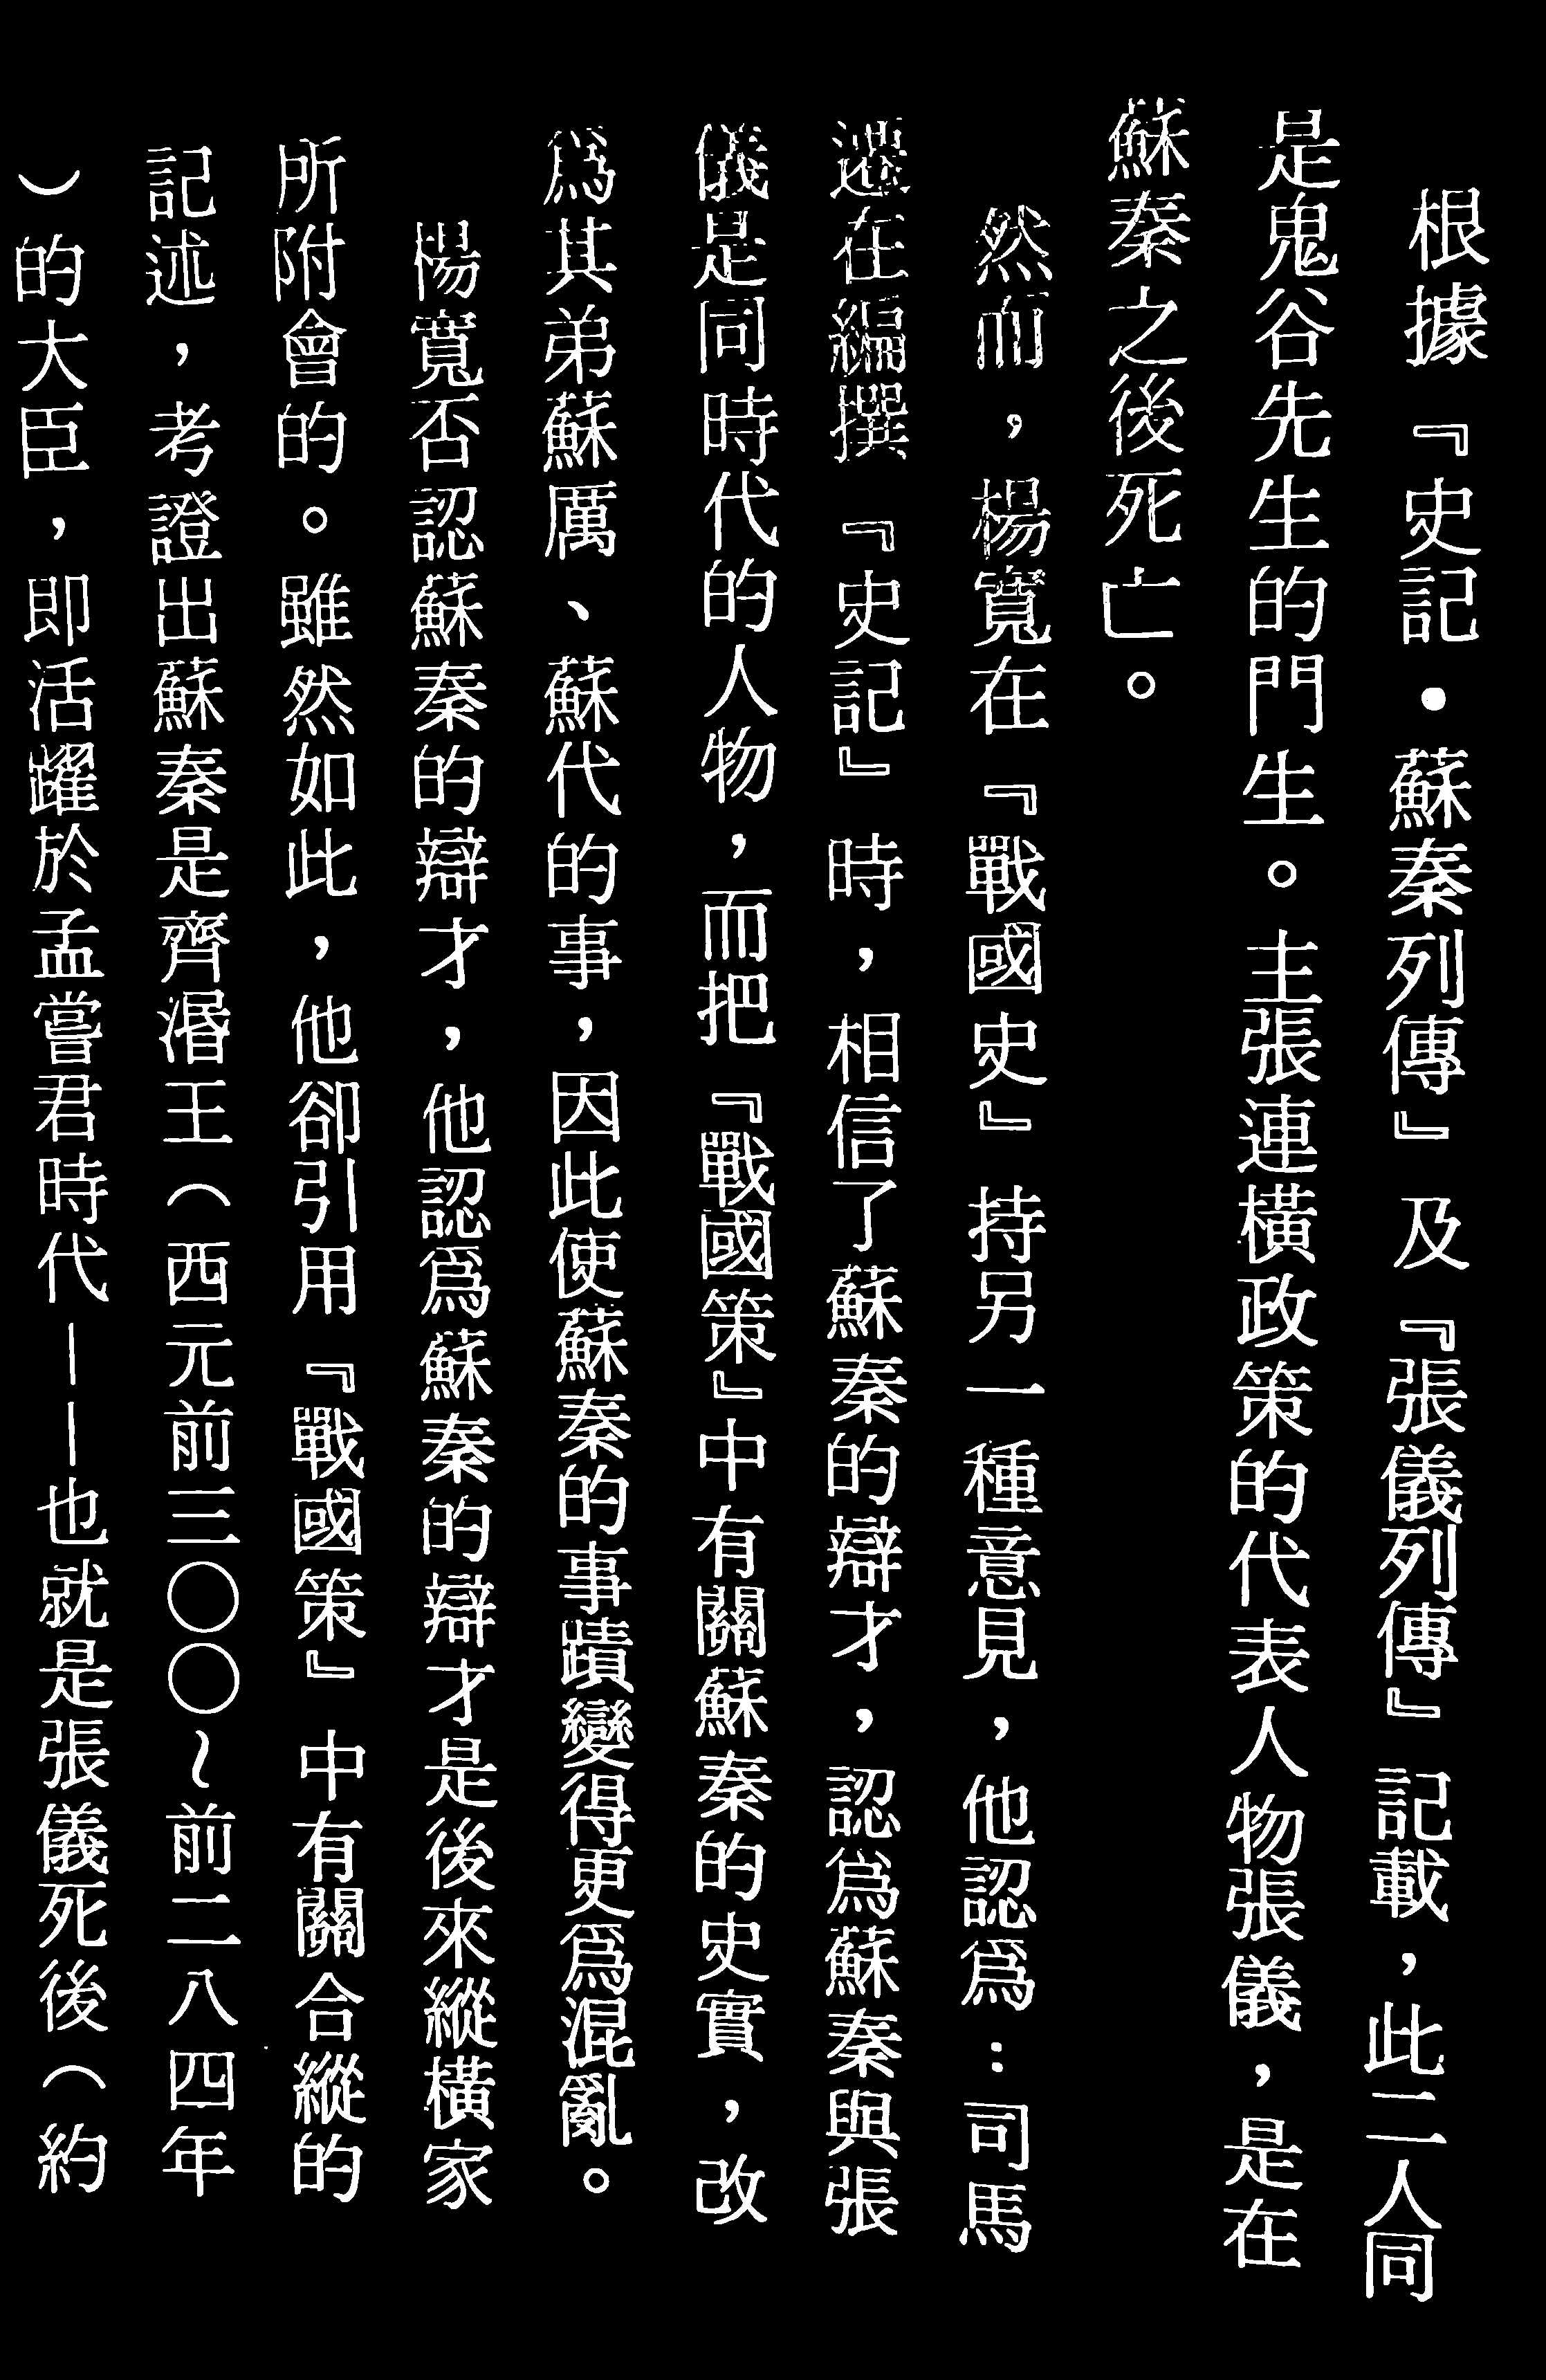 根據『史記•蘇秦列傳』及『張儀列傳』記載，此二人同
是鬼谷先生的門生。主張連橫政策的代表人物張儀，是在
蘇秦之後死亡。
然而，楊寬在『戰國史』持另一種意見，他認爲：司馬
遷在編撰『史記』時，相信了蘇秦的辯才，認爲蘇秦與張
儀是同時代的人物，而把『戰國策』中有關蘇秦的史實，改
爲其弟蘇厲、蘇代的事，因此使蘇秦的事蹟變得更爲混亂。
楊寬否認蘇秦的辯才，他認爲蘇秦的辯才是後來縱橫家
所附會的。雖然如此，他卻引用『戰國策』中有關合縱的
記述，考證出蘇秦是齊湣王（西元前三〇〇～前二八四年
）的大臣，即活躍於孟嘗君時代——也就是張儀死後（約